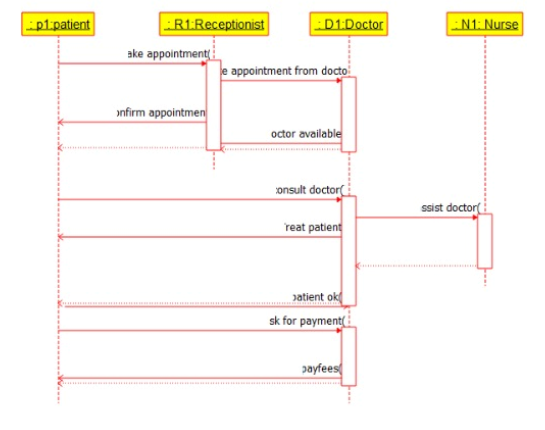 _: p1:patient
_: R1:Receptionist
_: D1:Doctor
_: N1: Nurse
ake appointment(
e appointment from docto
onfirm appointmen
octor available
onsult doctor(
ssist doctor(
reat patient
patient ok(
sk for payment(
payfees(